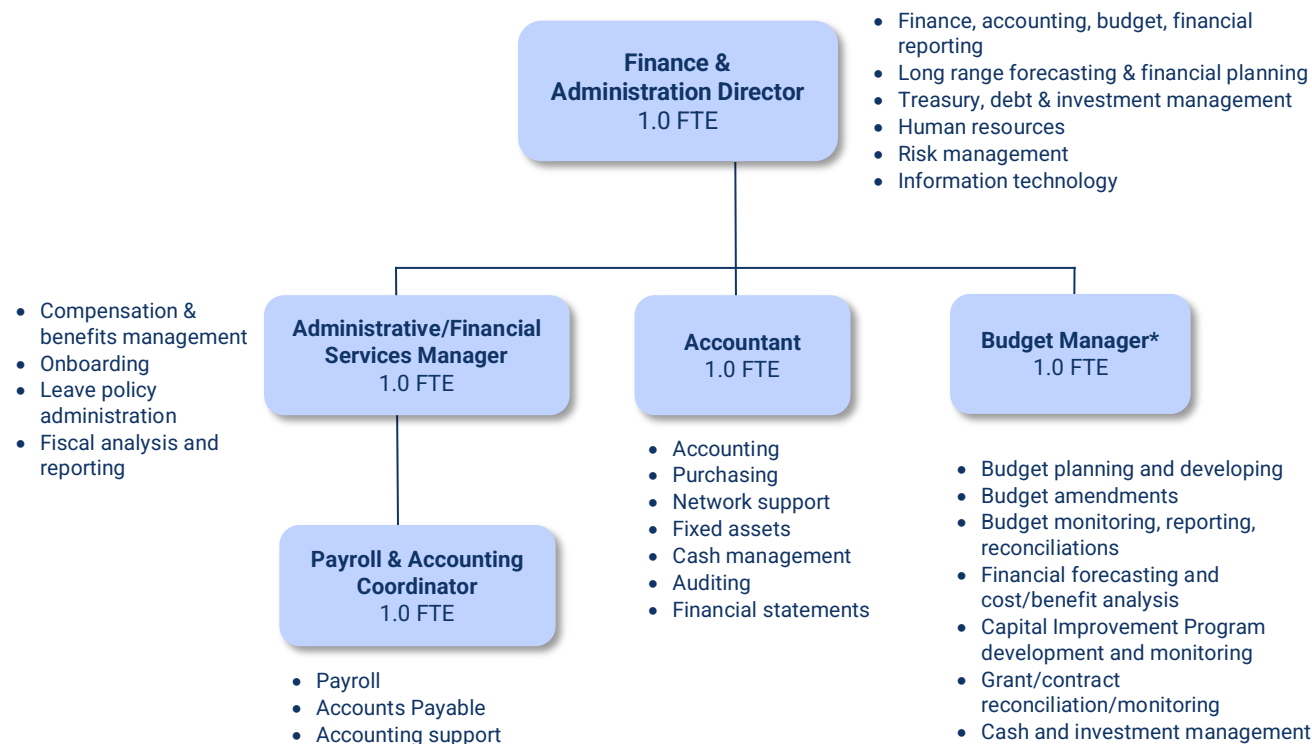 Finance &
Administration Director
1.0 FTE
• Finance, accounting, budget, financial
reporting
• Long range forecasting & financial planning
• Treasury, debt & investment management
• Human resources
• Risk management
• Information technology
• Compensation &
benefits management
• Onboarding
• Leave policy
administration
• Fiscal analysis and
reporting
Administrative/Financial
Services Manager
1.0 FTE
Payroll & Accounting
Coordinator
1.0 FTE
• Payroll
• Accounts Payable
• Accounting support
Accountant
1.0 FTE
• Accounting
• Purchasing
• Network support
• Fixed assets
• Cash management
• Auditing
• Financial statements
Budget Manager*
1.0 FTE
• Budget planning and developing
• Budget amendments
• Budget monitoring, reporting,
reconciliations
• Financial forecasting and
cost/benefit analysis
• Capital Improvement Program
development and monitoring
• Grant/contract
reconciliation/monitoring
• Cash and investment management